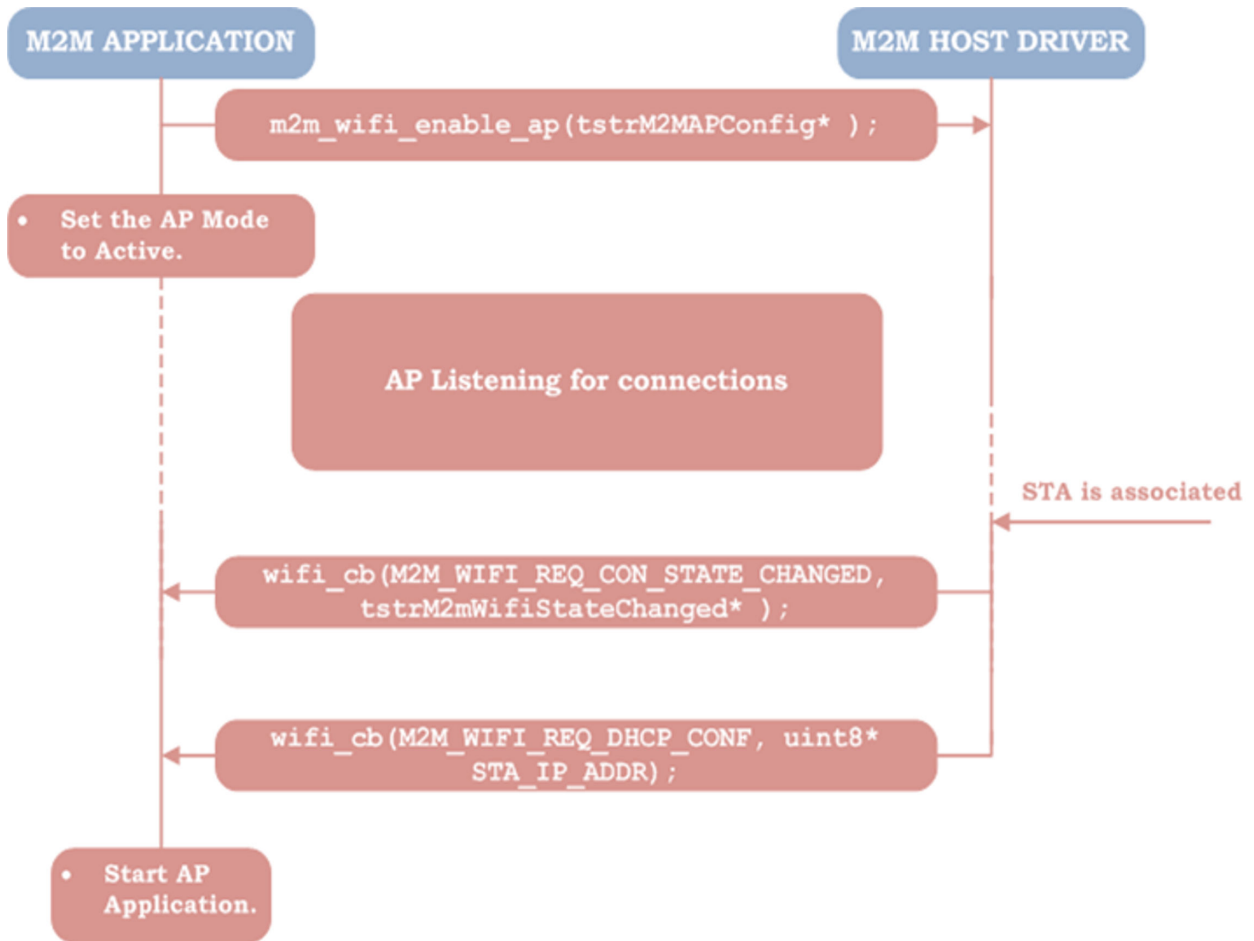 M2M APPLICATION
M2M HOST DRIVER
m2m_wifi_enable_ap(tstrM2MAPConfig* );
• Set the AP Mode
to Active.
AP Listening for connections
STA is associated
wifi_cb(M2M_WIFI_REQ_CON_STATE_CHANGED,
tstrM2mWifiStateChanged* );
wifi_cb(M2M_WIFI_REQ_DHCP_CONF, uint8*
STA_IP_ADDR);
• Start AP
Application.